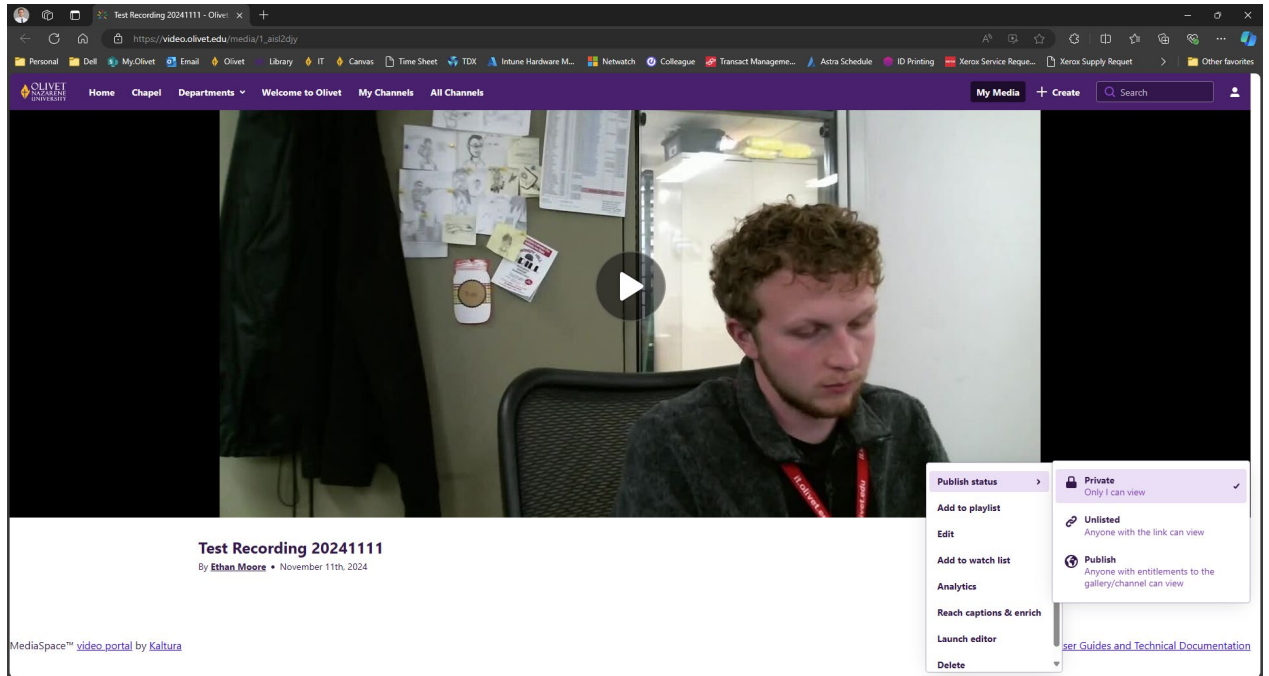 Test Recording 20241111 - Olivet
https://video.olivet.edu/media/1_aisl2djy
Personal Dell My.Olivet Email Olivet Library IT Canvas Time Sheet TDX Intune Hardware M... Netwatch Colleague Transact Manageme... Astra Schedule ID Printing Xerox Service Reque... Xerox Supply Requet Other favorites
OLIVET NAZARENE UNIVERSITY
Home Chapel Departments Welcome to Olivet My Channels All Channels My Media + Create Search
it.olivet.edu
Publish status
Add to playlist
Edit
Add to watch list
Analytics
Reach captions & enrich
Launch editor
Delete
Private
Only I can view
Unlisted
Anyone with the link can view
Publish
Anyone with entitlements to the
gallery/channel can view
Test Recording 20241111
By Ethan Moore • November 11th, 2024
MediaSpace™ video portal by Kaltura
ser Guides and Technical Documentation